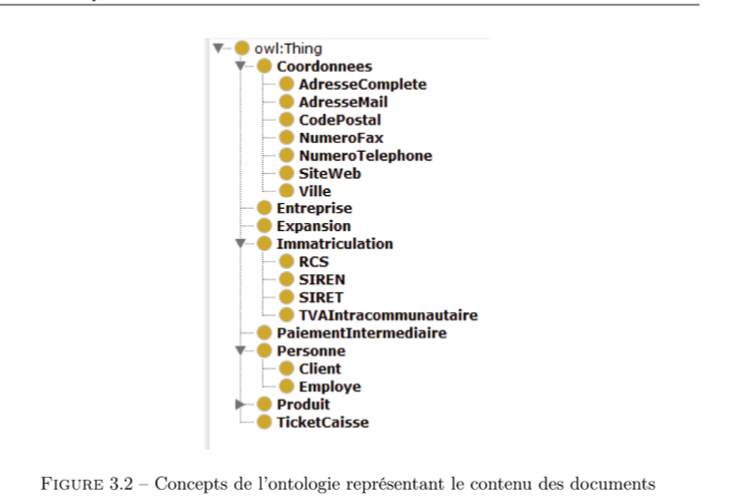 owl:Thing
Coordonnees
AdresseComplete
AdresseMail
CodePostal
NumeroFax
NumeroTelephone
SiteWeb
Ville
Entreprise
Expansion
Immatriculation
RCS
SIREN
SIRET
TVAIntracommunautaire
PaiementIntermediaire
Personne
Client
Employe
Produit
TicketCaisse
FIGURE 3.2 – Concepts de l'ontologie représentant le contenu des documents